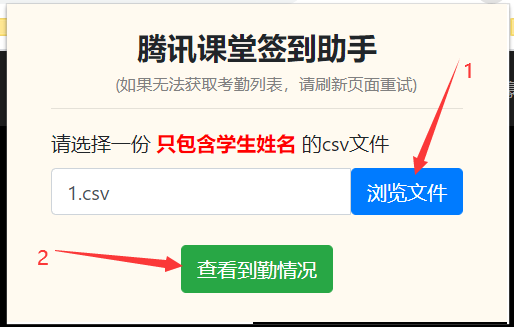 腾讯课堂签到助手
(如果无法获取考勤列表，请刷新页面重试)
1
请选择一份 只包含学生姓名 的csv文件
1.csv 浏览文件
2
查看到勤情况